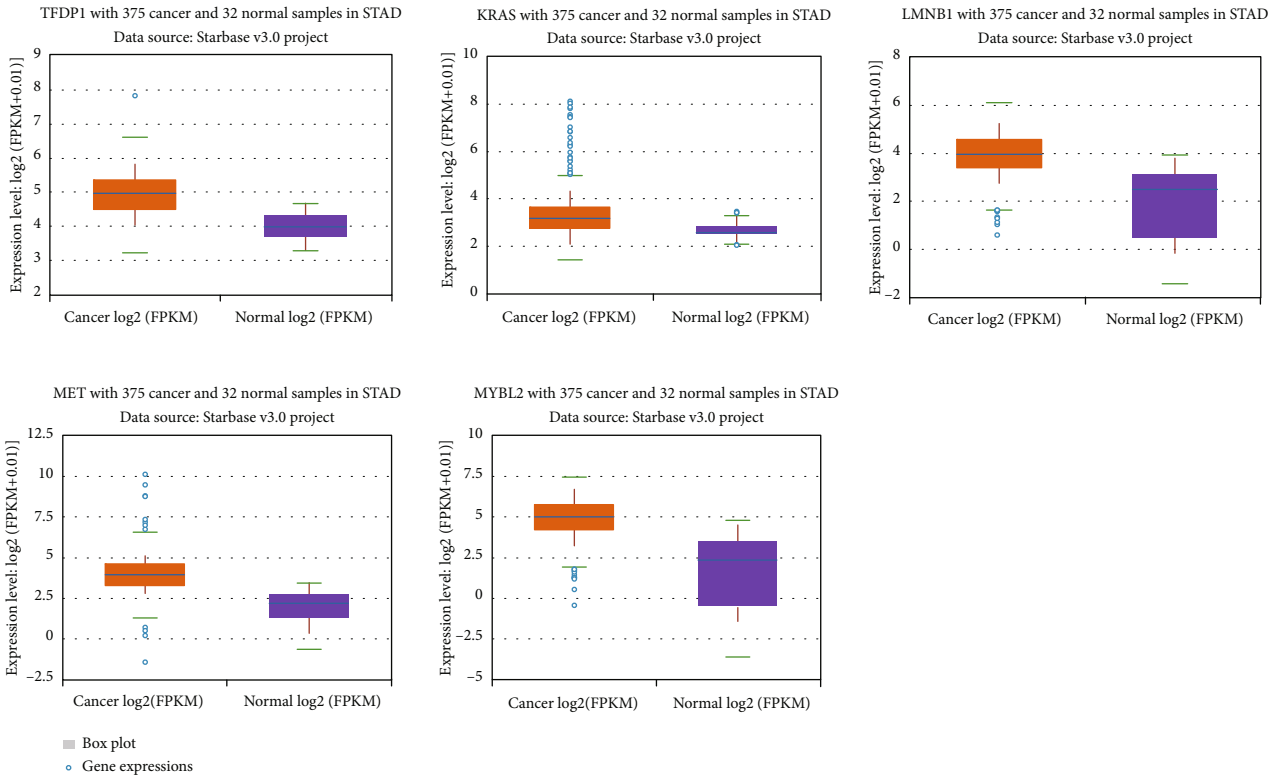 TFDP1 with 375 cancer and 32 normal samples in STAD
Data source: Starbase v3.0 project
Expression level: log2 (FPKM+0.01)]
9
8
7
6
5
4
3
2
Cancer log2 (FPKM)
Normal log2 (FPKM)
KRAS with 375 cancer and 32 normal samples in STAD
Data source: Starbase v3.0 project
Expression level: log2 (FPKM+0.01)]
10
8
6
4
2
0
Cancer log2 (FPKM)
Normal log2 (FPKM)
LMNB1 with 375 cancer and 32 normal samples in STAD
Data source: Starbase v3.0 project
Expression level: log2 (FPKM+0.01)]
8
6
4
2
0
−2
Cancer log2 (FPKM)
Normal log2 (FPKM)
MET with 375 cancer and 32 normal samples in STAD
Data source: Starbase v3.0 project
Expression level: log2 (FPKM+0.01)]
12.5
10
7.5
5
2.5
0
−2.5
Cancer log2(FPKM)
Normal log2 (FPKM)
MYBL2 with 375 cancer and 32 normal samples in STAD
Data source: Starbase v3.0 project
Expression level: log2 (FPKM+0.01)]
10
7.5
5
2.5
0
−2.5
−5
Cancer log2 (FPKM)
Normal log2 (FPKM)
Box plot
Gene expressions